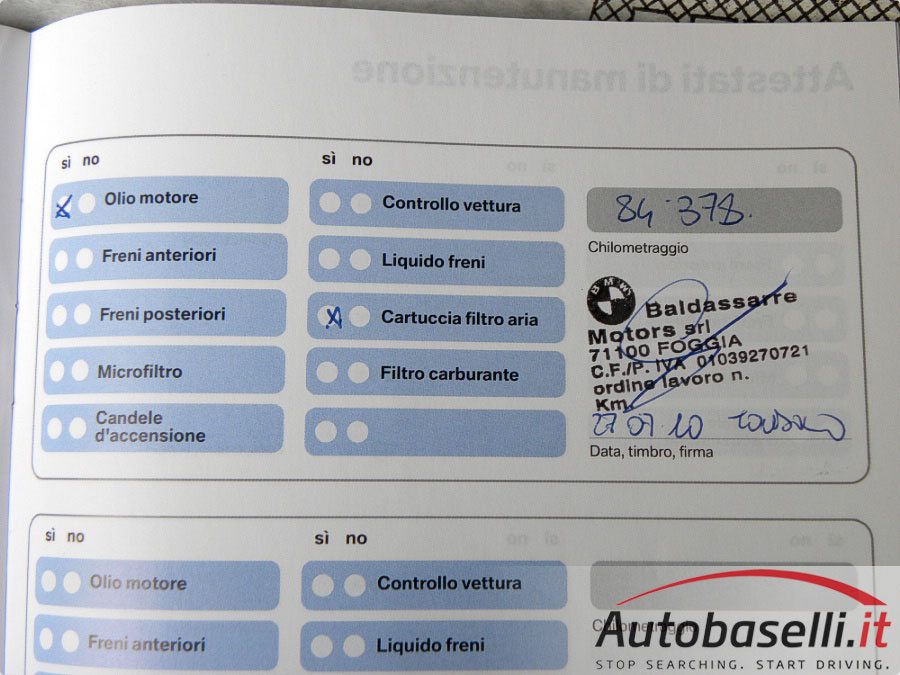 Attestati di manutenzione
sì no
Olio motore
Freni anteriori
Freni posteriori
Microfiltro
Candele
d'accensione
sì no
Controllo vettura
Liquido freni
Cartuccia filtro aria
Filtro carburante
84 378.
Chilometraggio
BMW
Baldassarre
Motors srl
71100 FOGGIA
C.F./P. IVA 01039270721
ordine lavoro n.
Km.
27 07 10
Data, timbro, firma
sì no
Olio motore
Freni anteriori
sì no
Controllo vettura
Liquido freni
Chilometraggio
Autobaselli.it
STOP SEARCHING. START DRIVING.